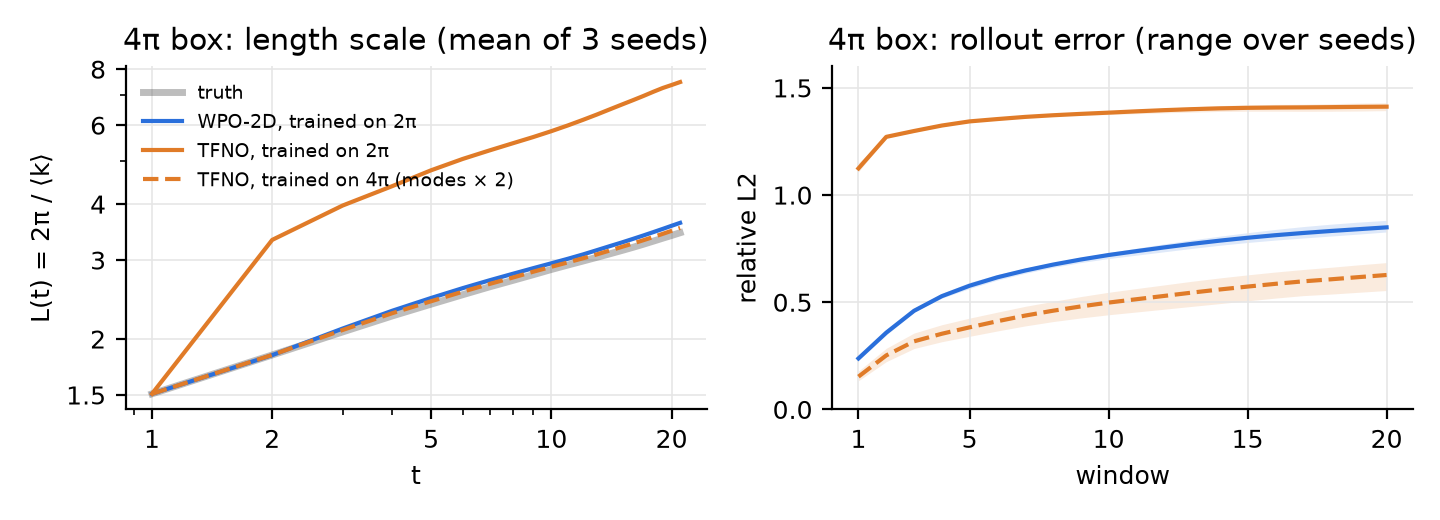 4π box: length scale (mean of 3 seeds)
8
6
4
3
2
1.5
L(t) = 2π / ⟨k⟩
truth
WPO-2D, trained on 2π
TFNO, trained on 2π
TFNO, trained on 4π (modes × 2)
1
2
5
10
20
t
4π box: rollout error (range over seeds)
1.5
1.0
0.5
0.0
relative L2
1
5
10
15
20
window